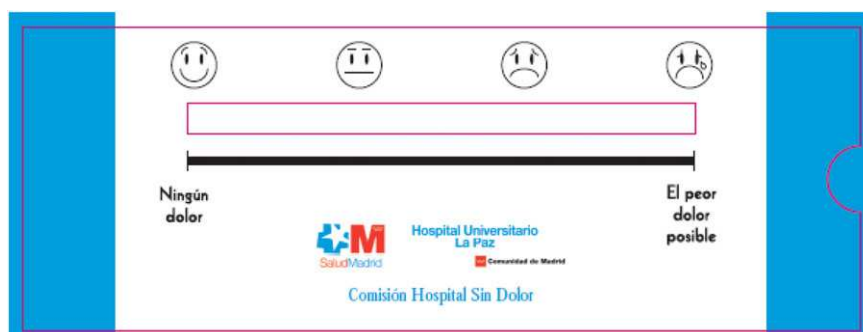 Ningún
dolor
El peor
dolor
posible
M
SaludMadrid
Hospital Universitario
La Paz
Comunidad de Madrid
Comisión Hospital Sin Dolor